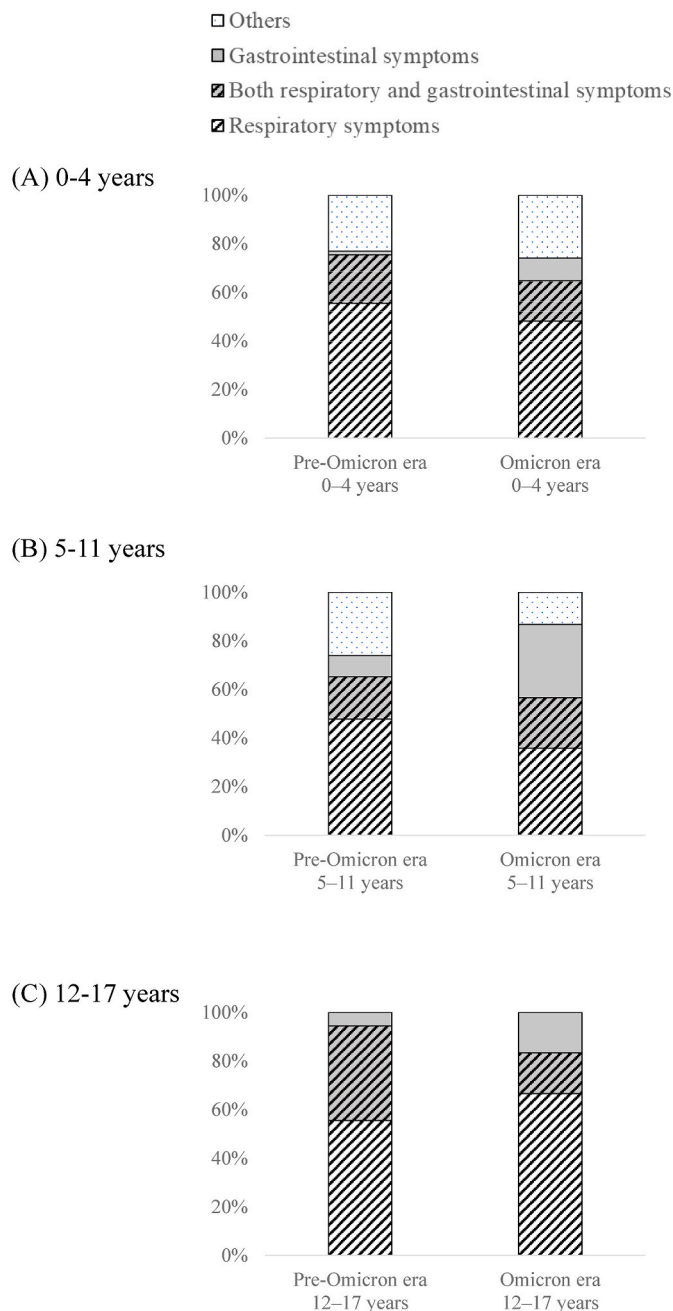 Others
Gastrointestinal symptoms
Both respiratory and gastrointestinal symptoms
Respiratory symptoms
(A) 0-4 years
100%
80%
60%
40%
20%
0%
Pre-Omicron era
0–4 years
Omicron era
0–4 years
(B) 5-11 years
100%
80%
60%
40%
20%
0%
Pre-Omicron era
5–11 years
Omicron era
5–11 years
(C) 12-17 years
100%
80%
60%
40%
20%
0%
Pre-Omicron era
12–17 years
Omicron era
12–17 years